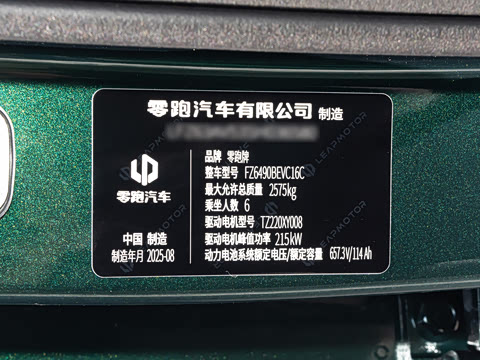 零跑汽车有限公司 制造
品牌 零跑牌
整车型号 FZ6490BEVC16C
最大允许总质量 2575kg
乘坐人数 6
驱动电机型号 TZ220XY008
驱动电机峰值功率 215kW
动力电池系统额定电压/额定容量 657.3V/114Ah
零跑汽车
中国 制造
制造年月 2025-08
LEAPMOTOR